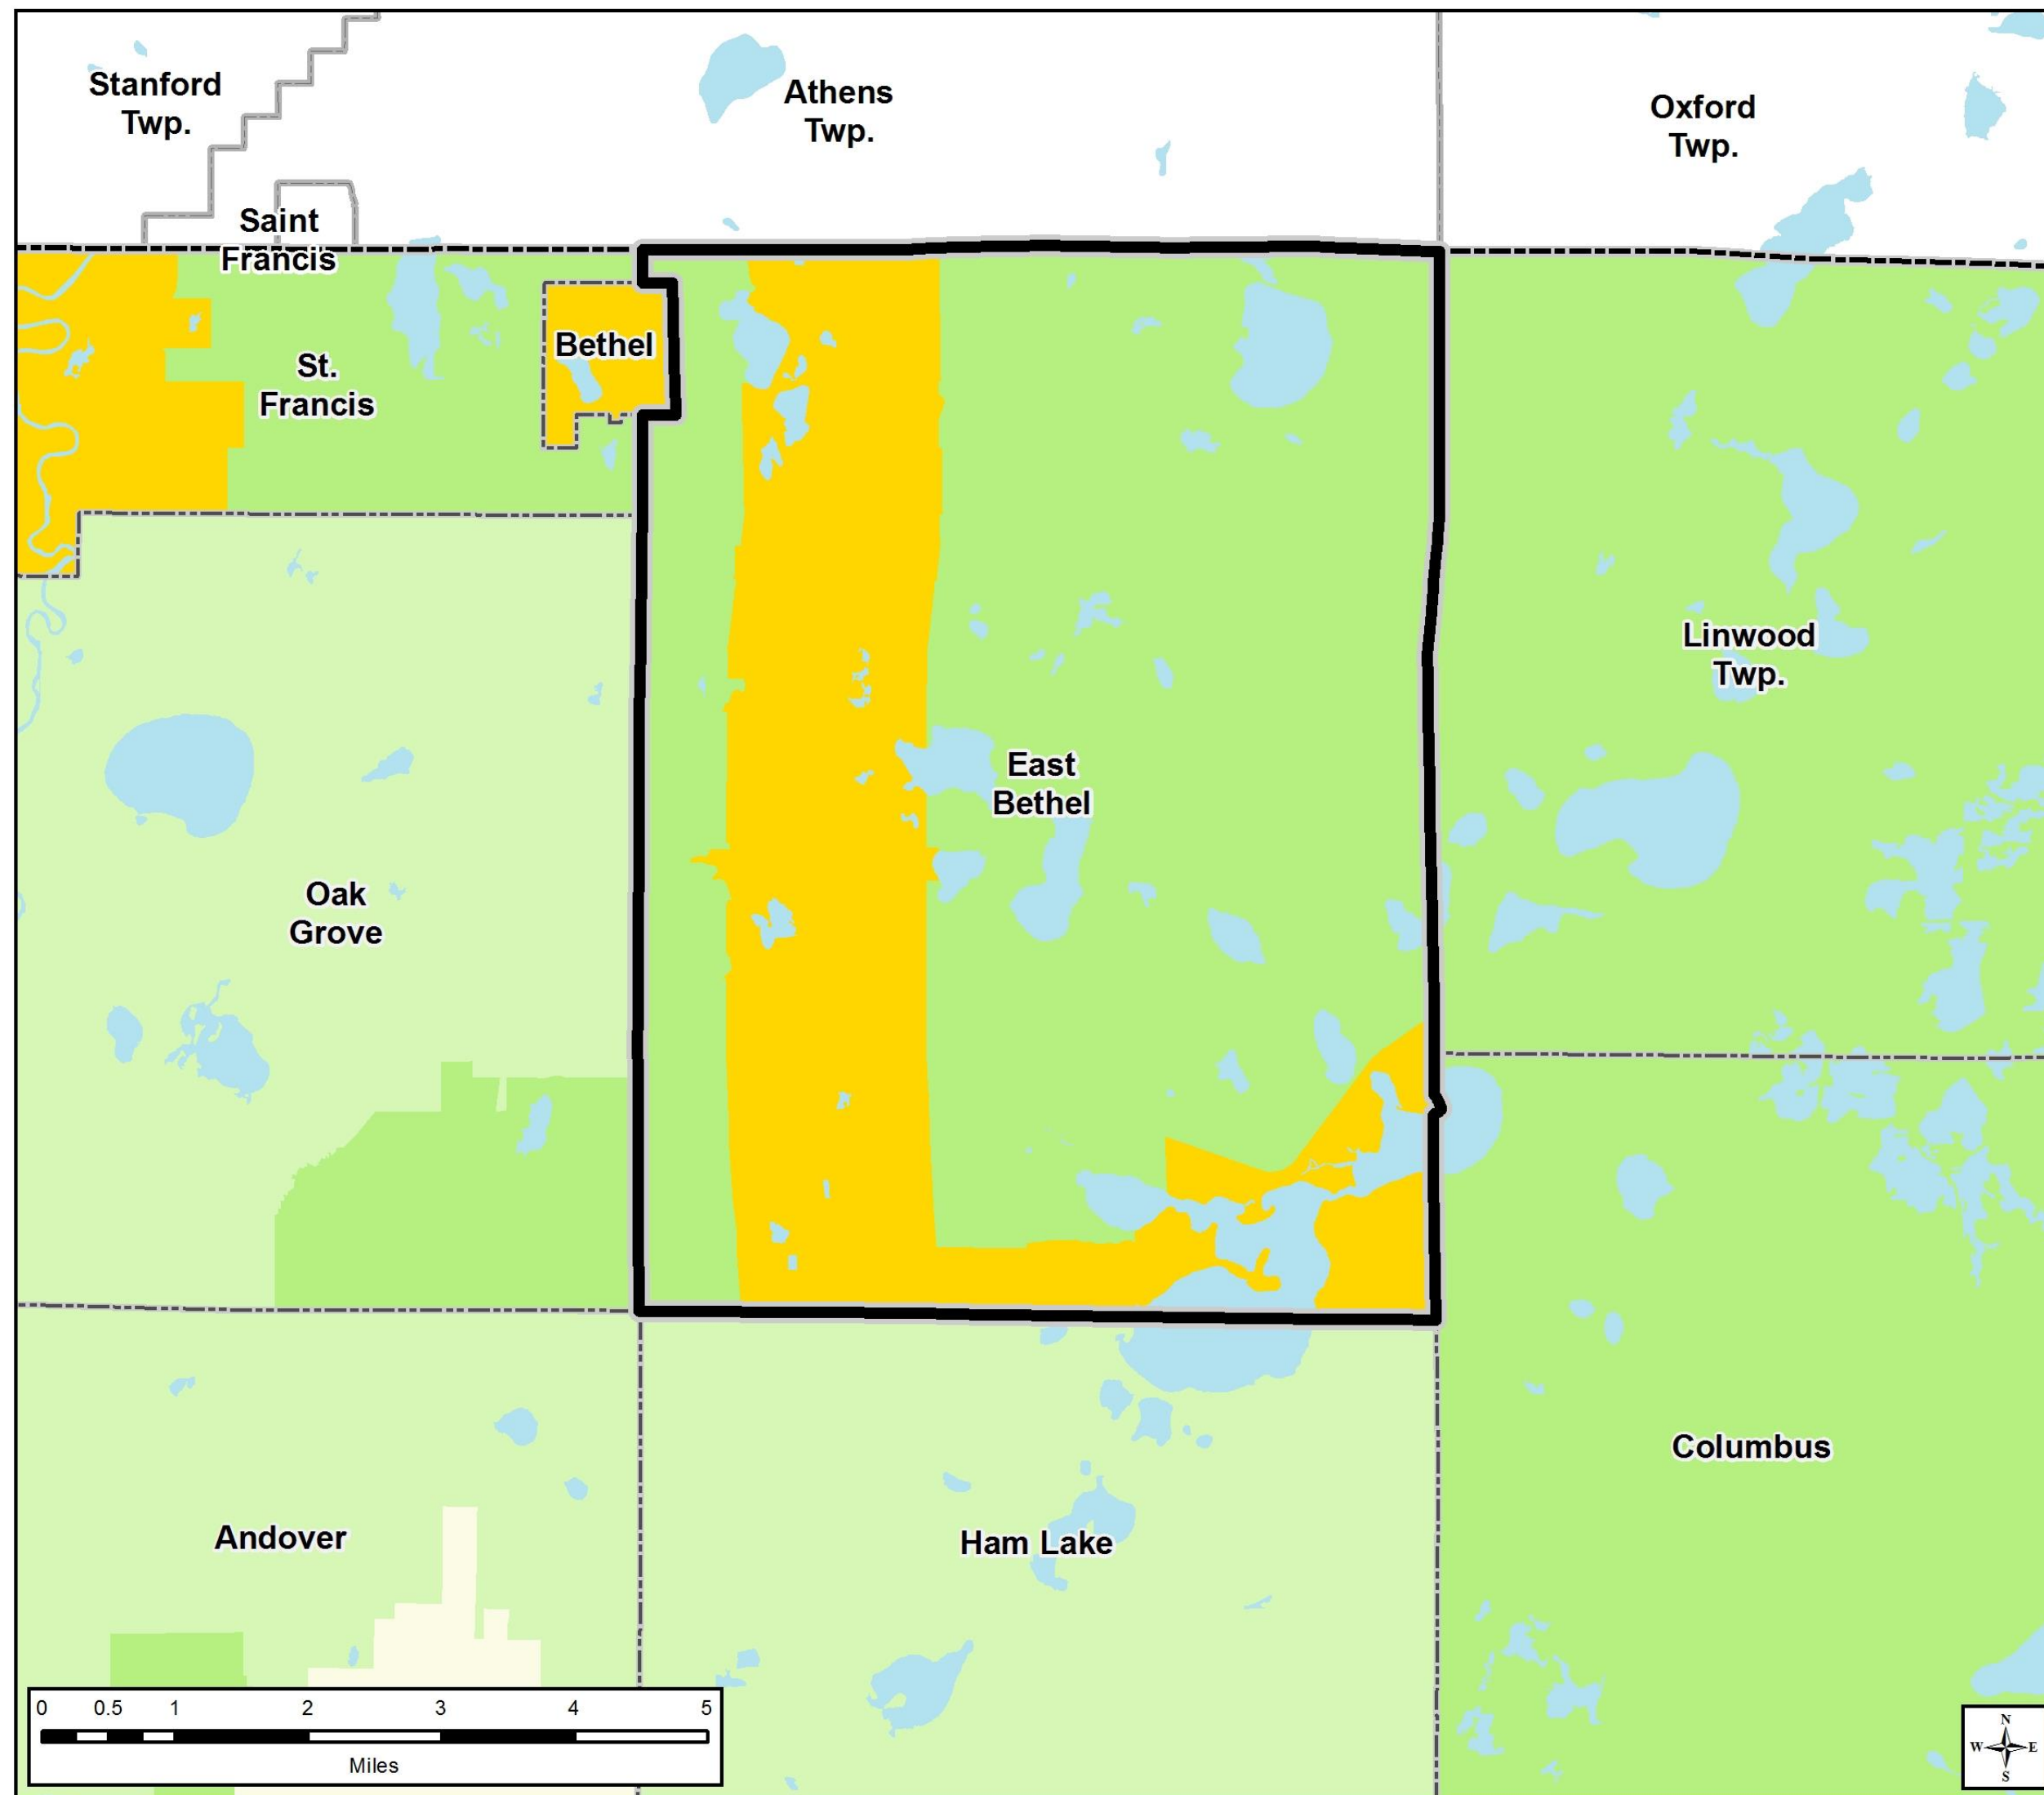 Stanford
Twp.
Athens
Twp.
Oxford
Twp.
Saint
Francis
Bethel
St.
Francis
Linwood
Twp.
East
Bethel
Oak
Grove
Columbus
Andover
Ham Lake
0 0.5 1 2 3 4 5
Miles
N
W E
S